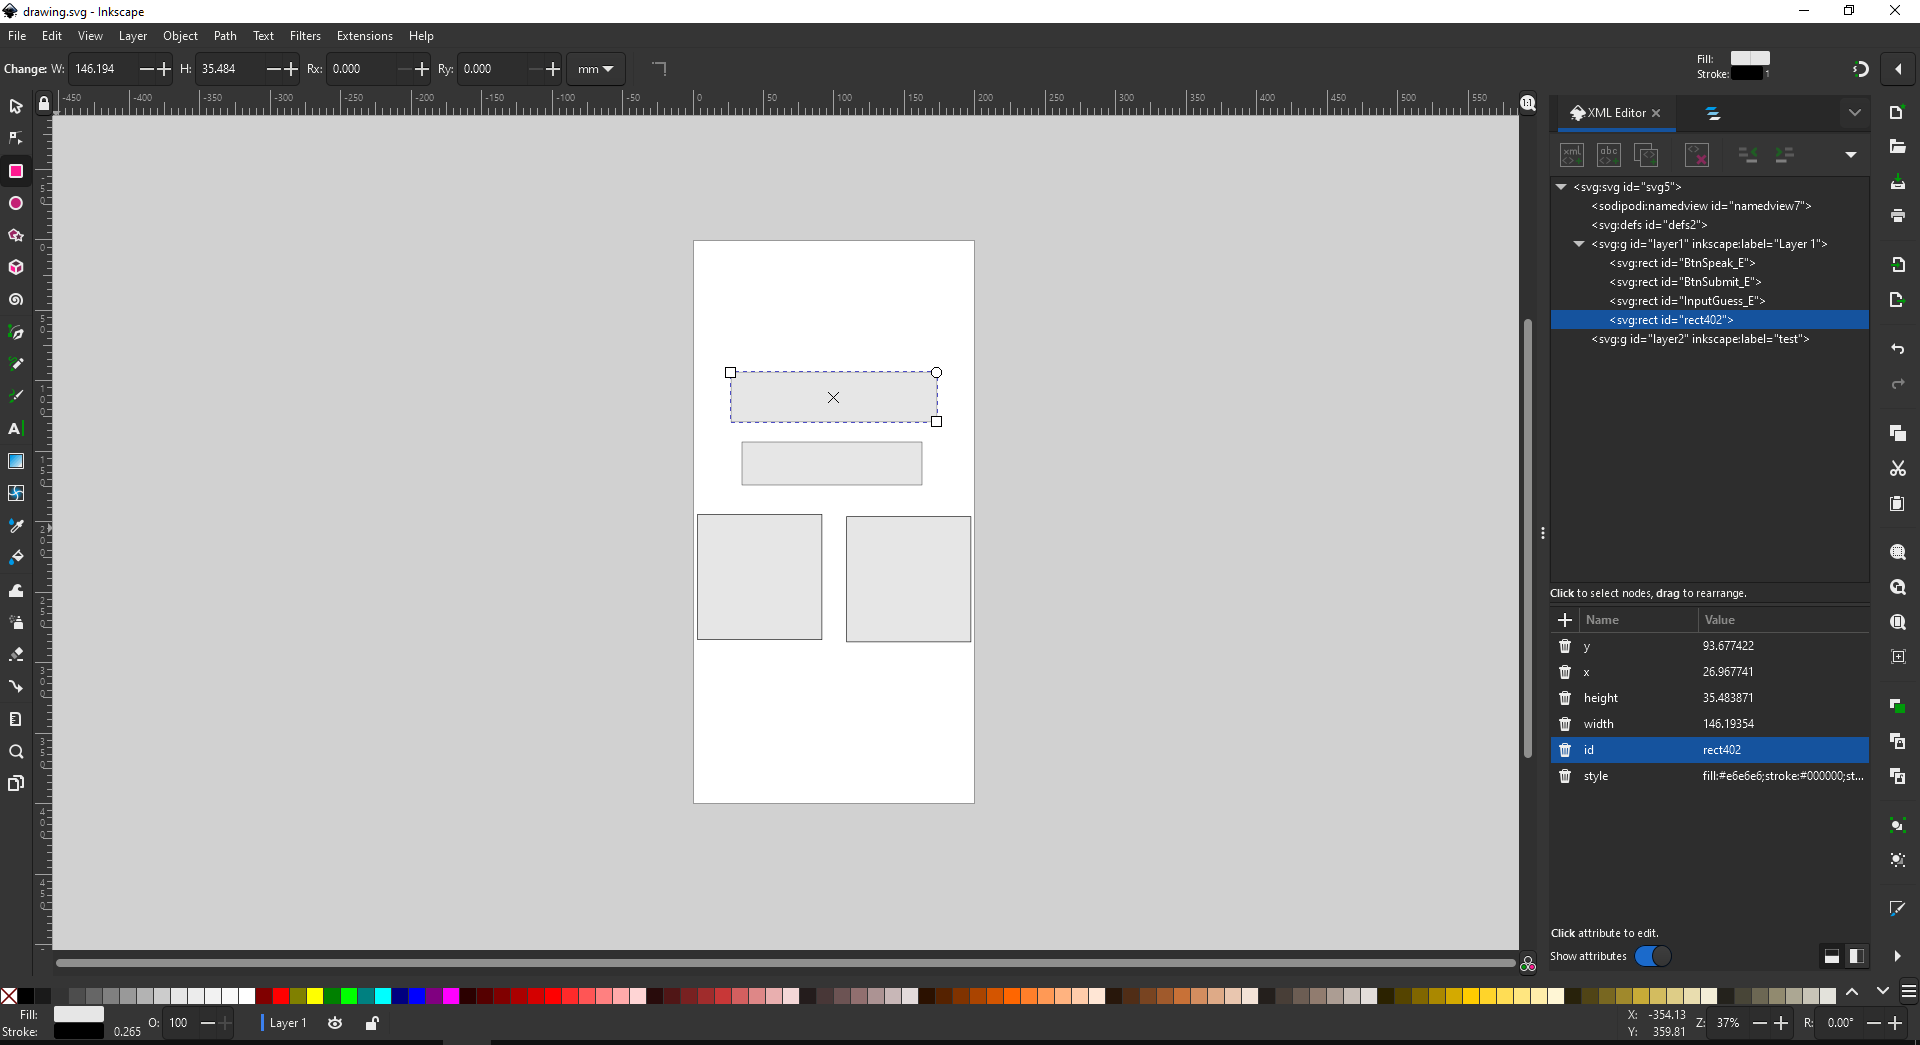 drawing.svg - Inkscape
File Edit View Layer Object Path Text Filters Extensions Help
Change: W: 146.194 H: 35.484 Rx: 0.000 Ry: 0.000 mm
Fill:
Stroke: 1
-450 -400 -350 -300 -250 -200 -150 -100 -50 0 50 100 150 200 250 300 350 400 450 500 550
1:1
XML Editor
<svg:svg id="svg5">
<sodipodi:namedview id="namedview7">
<svg:defs id="defs2">
<svg:g id="layer1" inkscape:label="Layer 1">
<svg:rect id="BtnSpeak_E">
<svg:rect id="BtnSubmit_E">
<svg:rect id="InputGuess_E">
<svg:rect id="rect402">
<svg:g id="layer2" inkscape:label="test">
Click to select nodes, drag to rearrange.
Name Value
y 93.677422
x 26.967741
height 35.483871
width 146.19354
id rect402
style fill:#e6e6e6;stroke:#000000;st...
Click attribute to edit.
Show attributes
Fill:
Stroke: 0.265 O: 100 Layer 1
X: -354.13
Y: 359.81
Z: 37% R: 0.00°